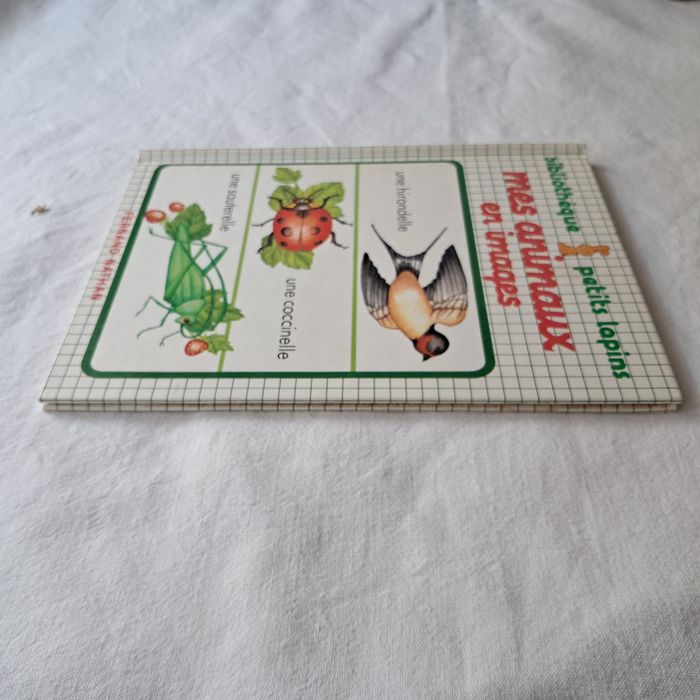 bibliothèque petits lapins
mes animaux
en images
une hirondelle
une coccinelle
une sauterelle
FERNAND NATHAN